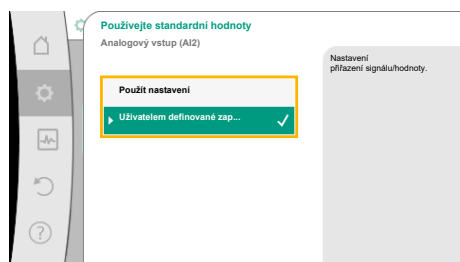 Používejte standardní hodnoty
Analogový vstup (AI2)
Nastavení
přiřazení signálu/hodnoty.
Použít nastavení
Uživatelem definované zap...
?